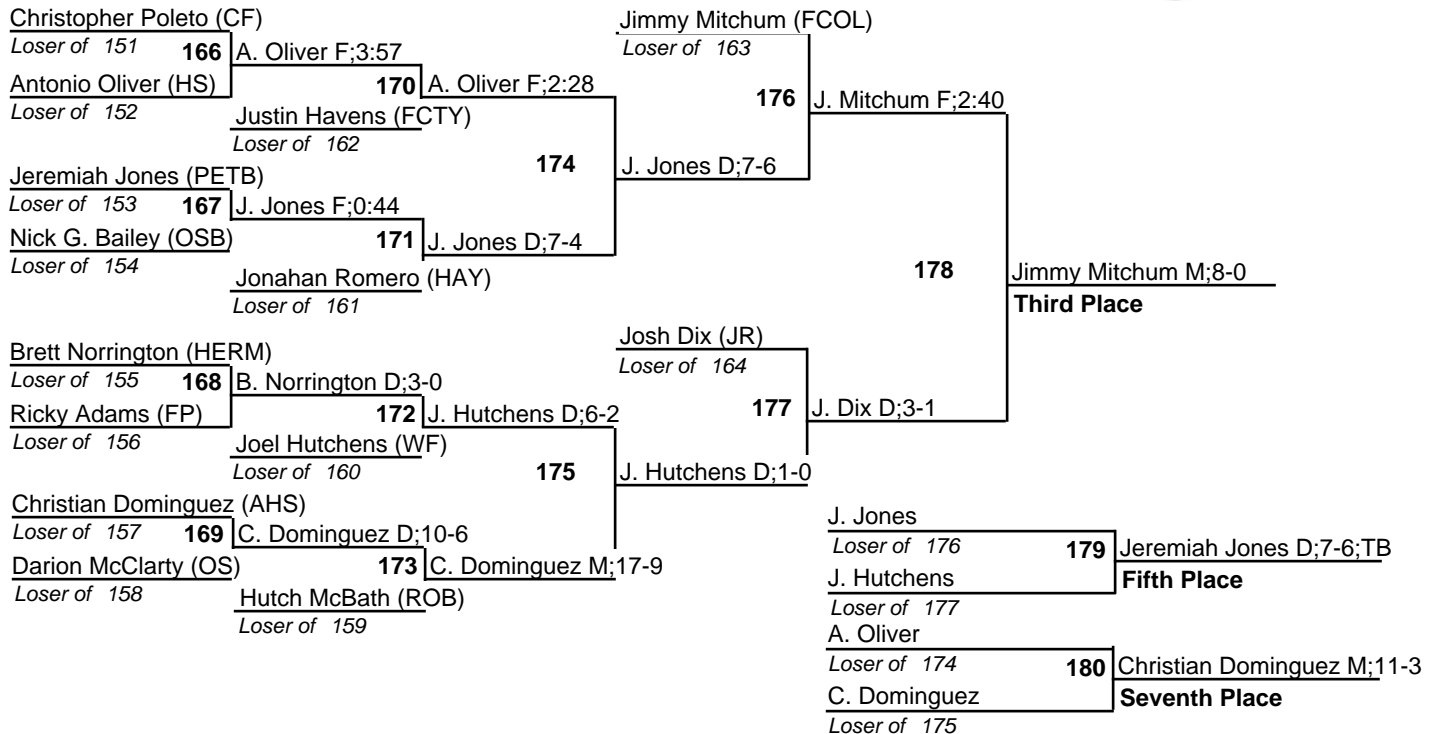 Christopher Poleto (CF)
Loser of 151
166
A. Oliver F;3:57
Antonio Oliver (HS)
Loser of 152
170
A. Oliver F;2:28
Justin Havens (FCTY)
Loser of 162
174
Jeremiah Jones (PETB)
Loser of 153
167
J. Jones F;0:44
Nick G. Bailey (OSB)
Loser of 154
171
J. Jones D;7-4
Jonahan Romero (HAY)
Loser of 161
Jimmy Mitchum (FCOL)
Loser of 163
176
J. Mitchum F;2:40
J. Jones D;7-6
178
Jimmy Mitchum M;8-0
Third Place
Brett Norrington (HERM)
Loser of 155
168
B. Norrington D;3-0
Ricky Adams (FP)
Loser of 156
172
J. Hutchens D;6-2
Joel Hutchens (WF)
Loser of 160
175
Christian Dominguez (AHS)
Loser of 157
169
C. Dominguez D;10-6
Darion McClarty (OS)
Loser of 158
173
C. Dominguez M;17-9
Hutch McBath (ROB)
Loser of 159
Josh Dix (JR)
Loser of 164
177
J. Dix D;3-1
J. Hutchens D;1-0
J. Jones
Loser of 176
179
Jeremiah Jones D;7-6;TB
J. Hutchens
Fifth Place
Loser of 177
A. Oliver
Loser of 174
180
Christian Dominguez M;11-3
C. Dominguez
Seventh Place
Loser of 175